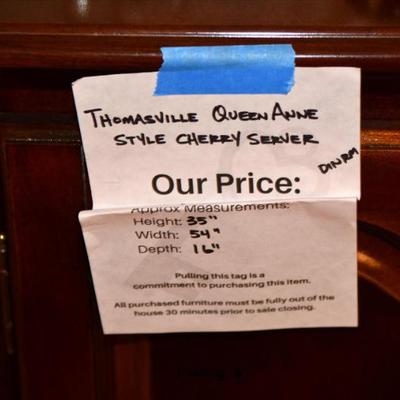 THOMASVILLE QUEEN ANNE
STYLE CHERRY SERVER
DIN RM
Our Price:
Approx Measurements:
Height: 35"
Width: 54"
Depth: 16"
Pulling this tag is a
commitment to purchasing this item.
All purchased furniture must be fully out of the
house 30 minutes prior to sale closing.